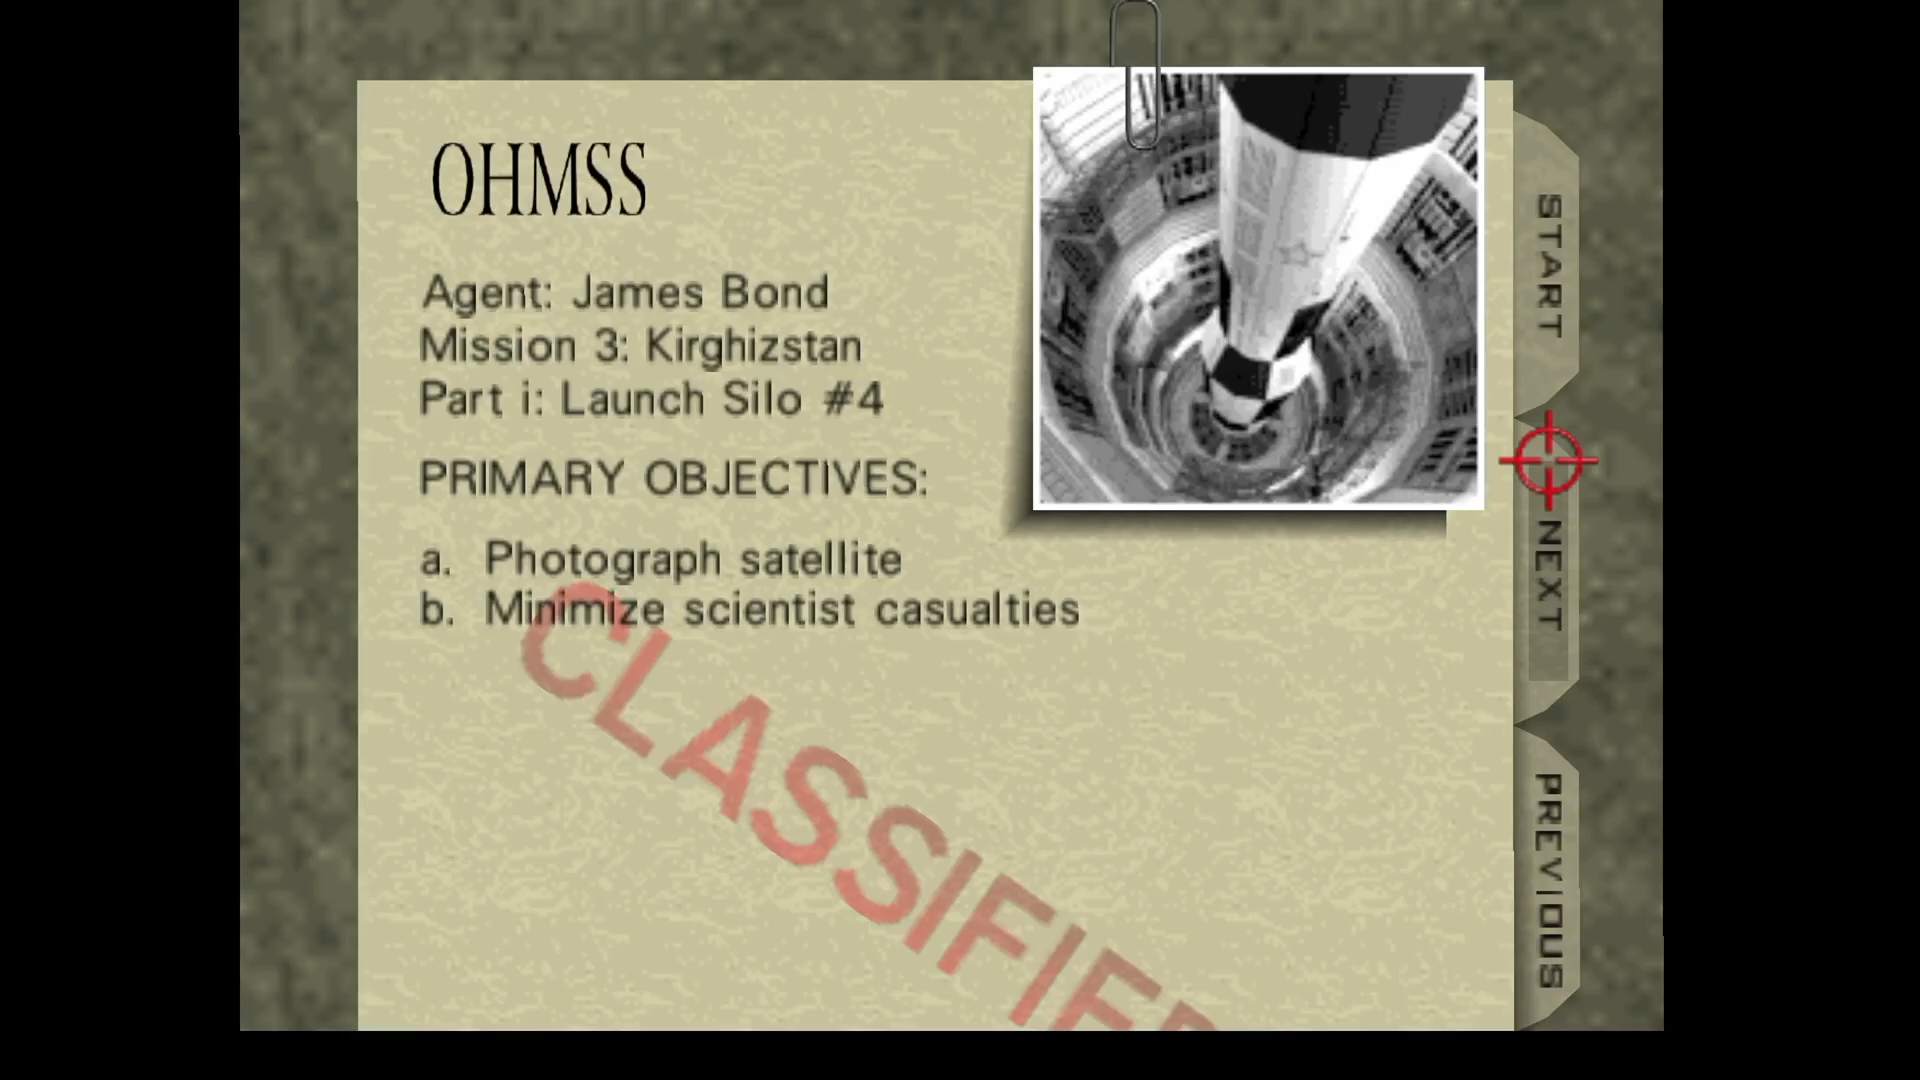 OHMSS
Agent: James Bond
Mission 3: Kirghizstan
Part i: Launch Silo #4
PRIMARY OBJECTIVES:
a. Photograph satellite
b. Minimize scientist casualties
CLASSIFIED
START
NEXT
PREVIOUS